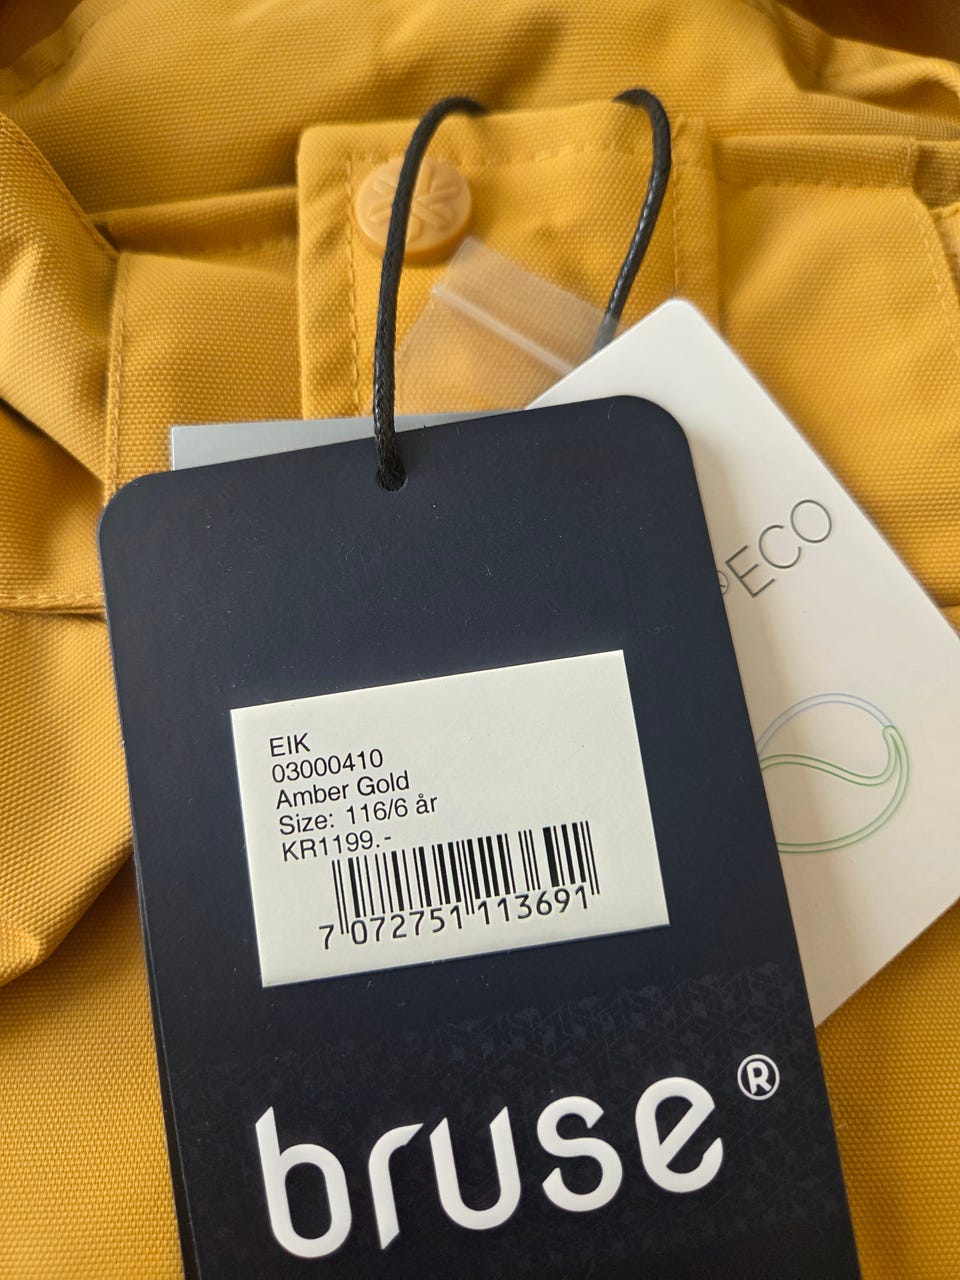 ®ECO
EIK
03000410
Amber Gold
Size: 116/6 år
KR1199.-
7 072751 113691
bruse®